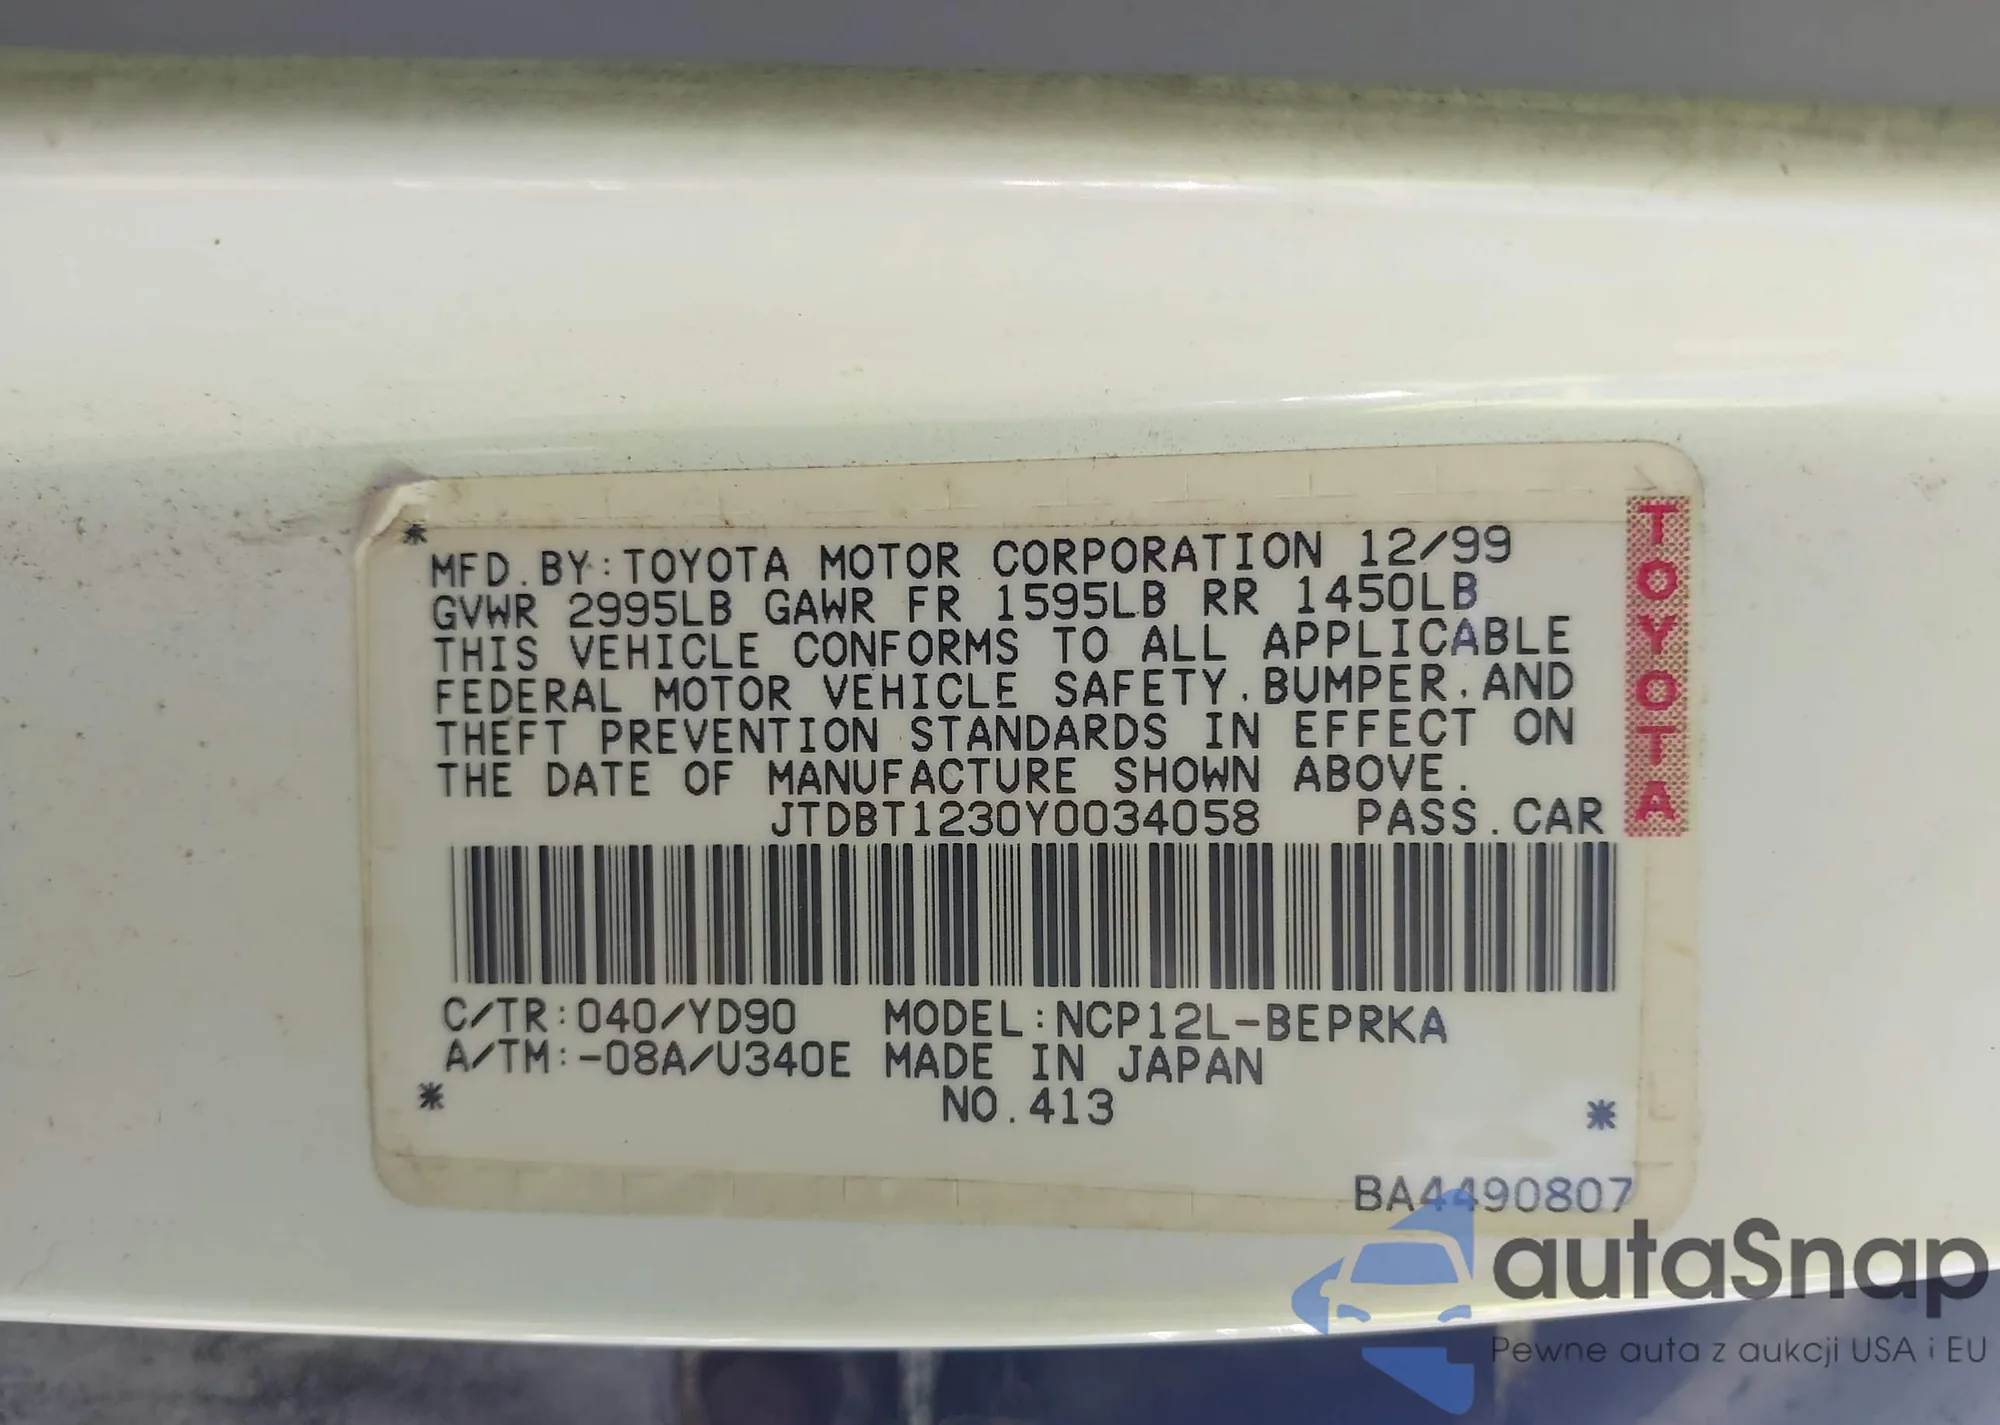 *
MFD.BY:TOYOTA MOTOR CORPORATION 12/99
GVWR 2995LB GAWR FR 1595LB RR 1450LB
THIS VEHICLE CONFORMS TO ALL APPLICABLE
FEDERAL MOTOR VEHICLE SAFETY.BUMPER.AND
THEFT PREVENTION STANDARDS IN EFFECT ON
THE DATE OF MANUFACTURE SHOWN ABOVE.
JTDBT1230Y0034058 PASS.CAR
TOYOTA
C/TR:040/YD90 MODEL:NCP12L-BEPRKA
A/TM:-08A/U340E MADE IN JAPAN
* NO.413 *
BA4490807
autaSnap
Pewne auta z aukcji USA i EU